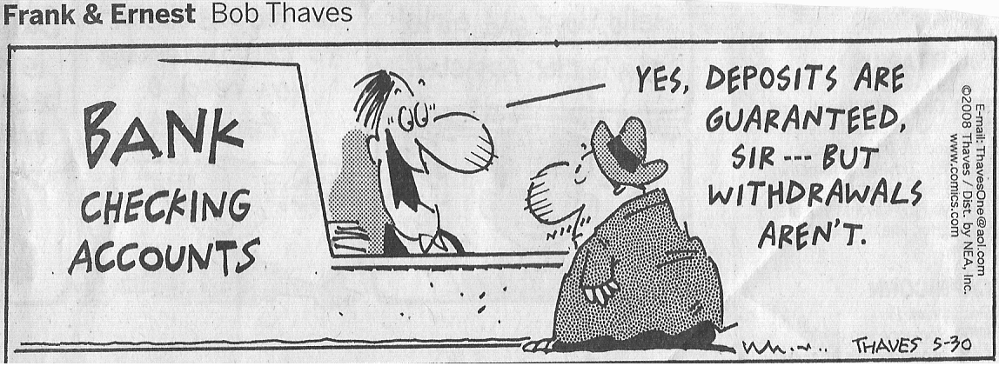 Frank & Ernest Bob Thaves
BANK
CHECKING
ACCOUNTS
YES, DEPOSITS ARE
GUARANTEED,
SIR --- BUT
WITHDRAWALS
AREN'T.
E-mail: ThavesOne@aol.com
©2008 Thaves / Dist. by NEA, Inc.
www.comics.com
THAVES 5-30